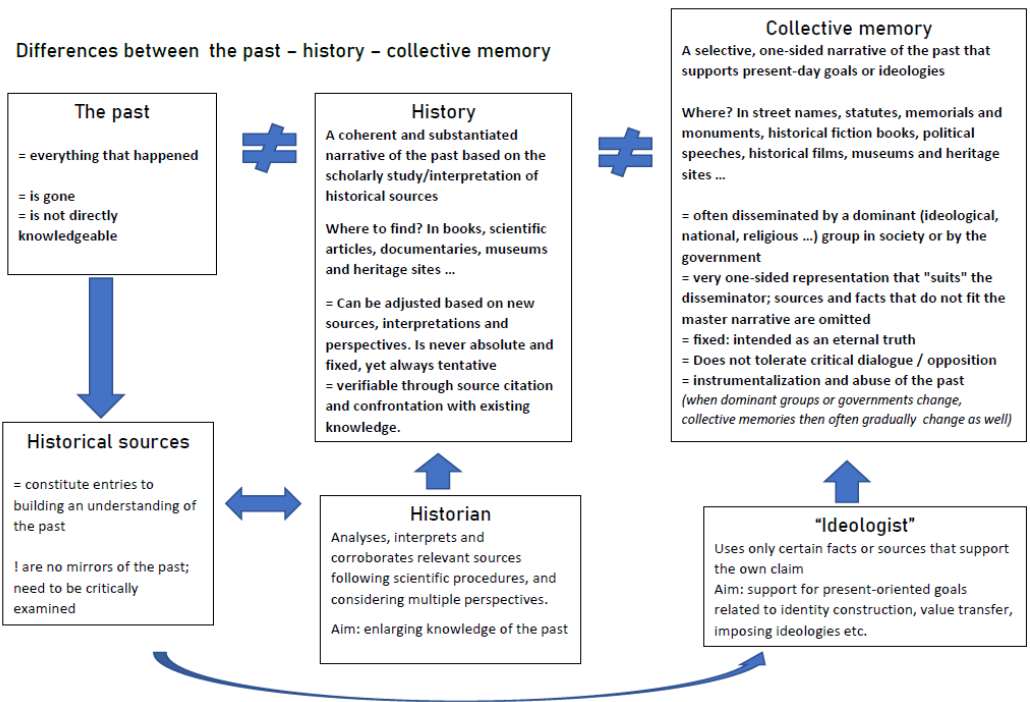 Differences between the past – history – collective memory
The past
= everything that happened
= is gone
= is not directly
knowledgeable
≠
History
A coherent and substantiated
narrative of the past based on the
scholarly study/interpretation of
historical sources
Where to find? In books, scientific
articles, documentaries, museums
and heritage sites ...
= Can be adjusted based on new
sources, interpretations and
perspectives. Is never absolute and
fixed, yet always tentative
= verifiable through source citation
and confrontation with existing
knowledge.
≠
Collective memory
A selective, one-sided narrative of the past that
supports present-day goals or ideologies
Where? In street names, statutes, memorials and
monuments, historical fiction books, political
speeches, historical films, museums and heritage
sites ...
= often disseminated by a dominant (ideological,
national, religious ...) group in society or by the
government
= very one-sided representation that "suits" the
disseminator; sources and facts that do not fit the
master narrative are omitted
= fixed: intended as an eternal truth
= Does not tolerate critical dialogue / opposition
= instrumentalization and abuse of the past
(when dominant groups or governments change,
collective memories then often gradually change as well)
Historical sources
= constitute entries to
building an understanding of
the past
! are no mirrors of the past;
need to be critically
examined
Historian
Analyses, interprets and
corroborates relevant sources
following scientific procedures, and
considering multiple perspectives.
Aim: enlarging knowledge of the past
“Ideologist”
Uses only certain facts or sources that support
the own claim
Aim: support for present-oriented goals
related to identity construction, value transfer,
imposing ideologies etc.